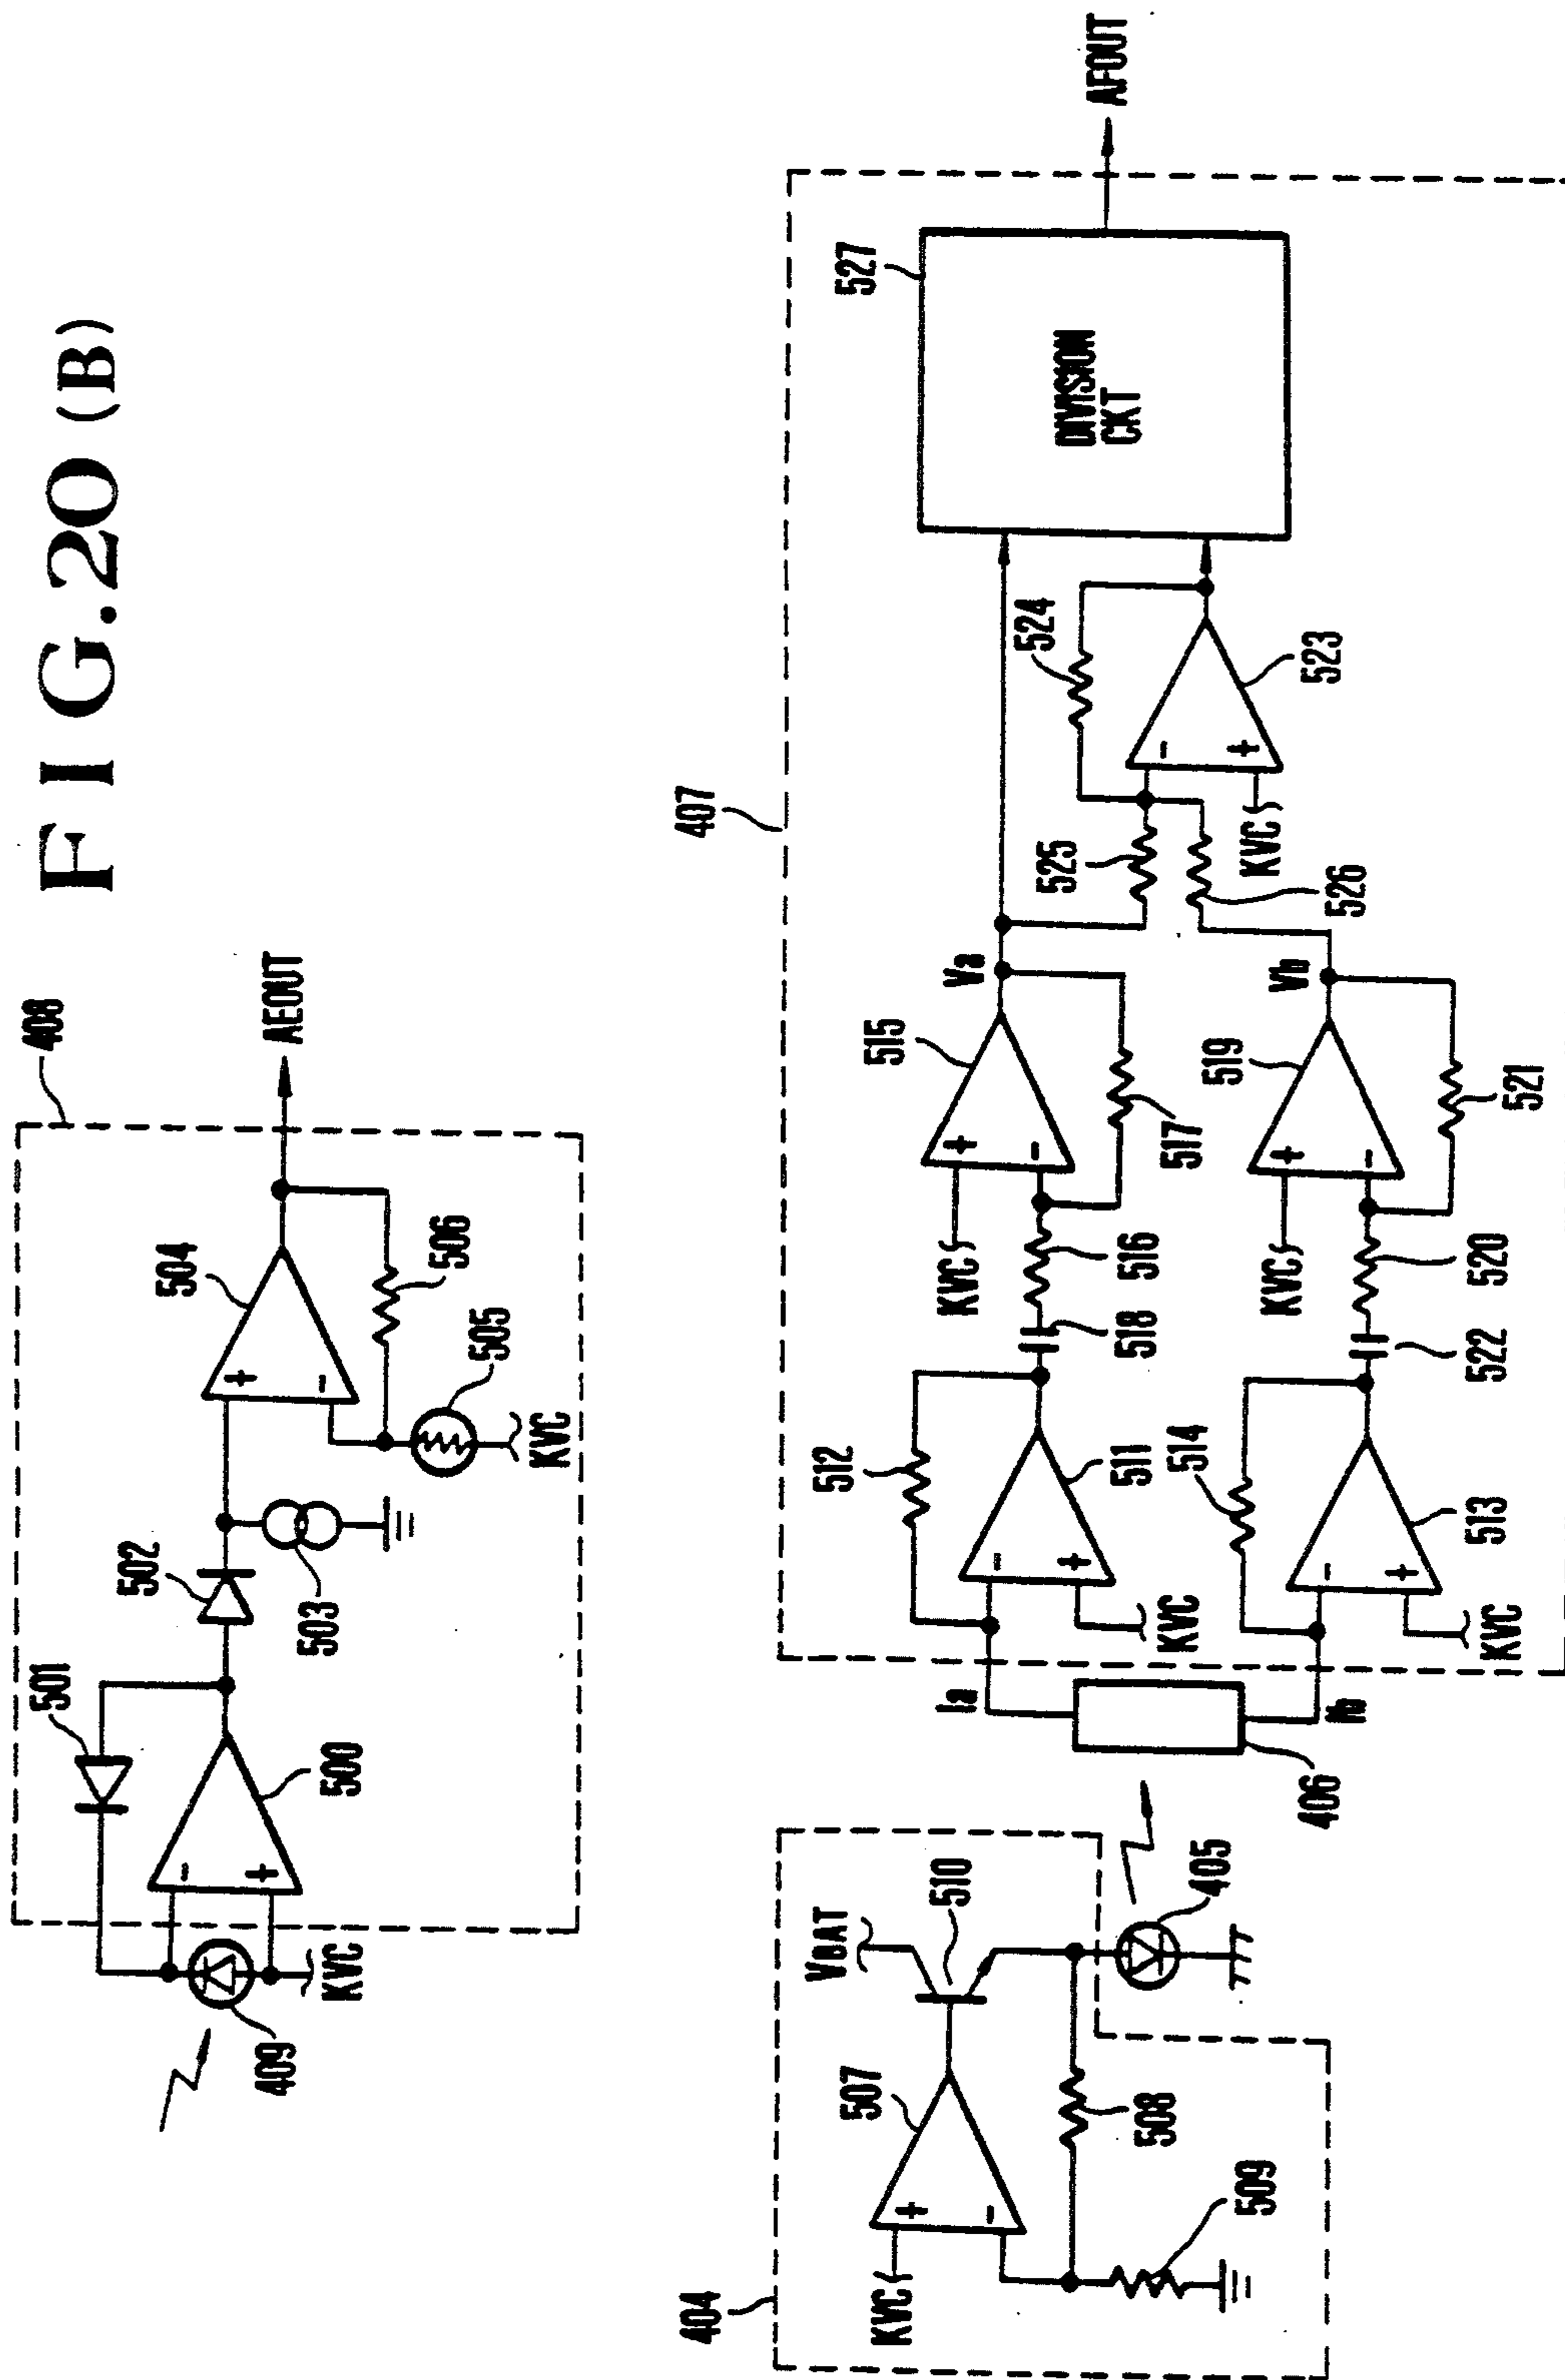 FIG.20 (B)
408
501
502
504
AEOUT
500
503
506
505
409
KVC
KVC
407
404
VBAT
507
510
KVC
508
509
405
406
Ia
Ib
512
511
KVC
514
513
KVC
518
516
KVC
515
Va
517
522
520
KVC
519
Vb
521
525
526
524
523
KVC
527
DIVISION
CKT
AFOUT